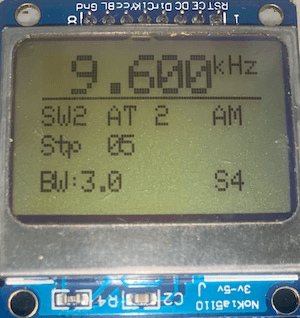 RST CE DC Din Clk Vcc BL Gnd
8 1
9.600kHz
SW2 AT 2 AM
Stp 05
BW:3.0 S4
R4 C2
Nokia5110
3v-5v